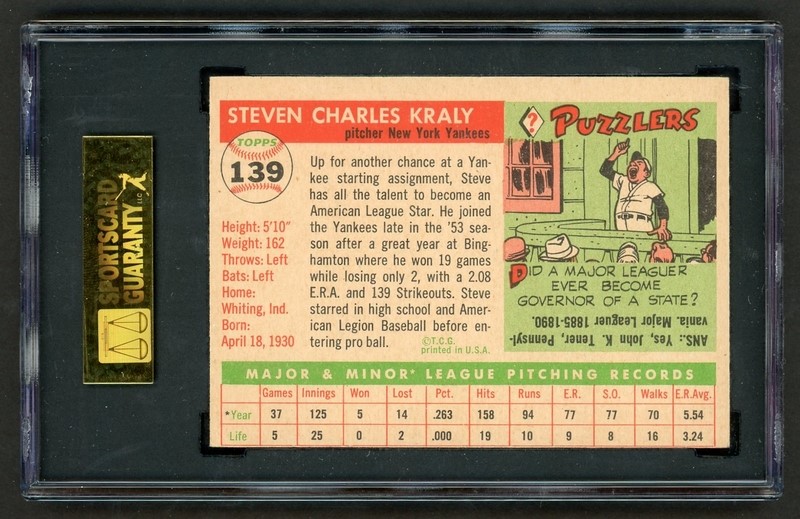 SPORTSCARD
GUARANTY LLC
STEVEN CHARLES KRALY
pitcher New York Yankees
TOPPS
139
Height: 5'10"
Weight: 162
Throws: Left
Bats: Left
Home:
Whiting, Ind.
Born:
April 18, 1930
Up for another chance at a Yan-
kee starting assignment, Steve
has all the talent to become an
American League Star. He joined
the Yankees late in the '53 sea-
son after a great year at Bing-
hamton where he won 19 games
while losing only 2, with a 2.08
E.R.A. and 139 Strikeouts. Steve
starred in high school and Amer-
ican Legion Baseball before en-
tering pro ball.
©T.C.G.
printed in U.S.A.
? PUZZLERS
DID A MAJOR LEAGUER
EVER BECOME
GOVERNOR OF A STATE?
ANS.: Yes, John K. Tener, Pennsyl-
vania. Major Leaguer 1885-1890.
MAJOR & MINOR* LEAGUE PITCHING RECORDS
Games Innings Won Lost Pct. Hits Runs E.R. S.O. Walks E.R.Avg.
*Year 37 125 5 14 .263 158 94 77 77 70 5.54
Life 5 25 0 2 .000 19 10 9 8 16 3.24